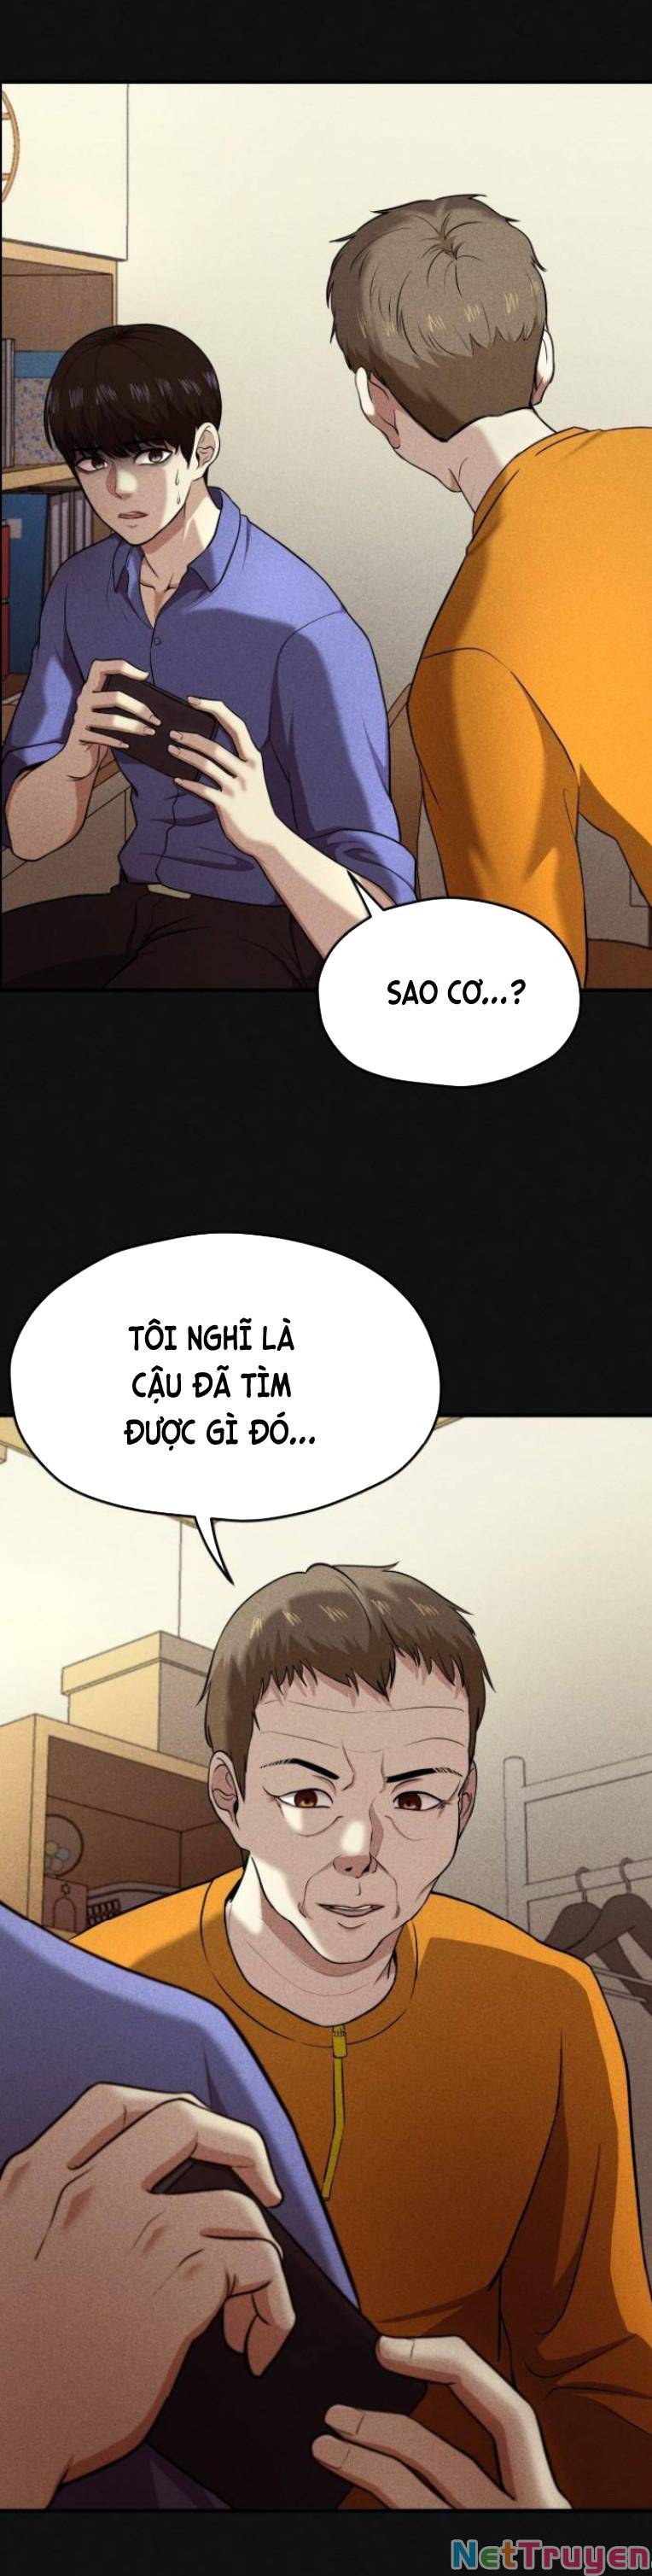 SAO CƠ...?
TÔI NGHĨ LÀ
CẬU ĐÃ TÌM
ĐƯỢC GÌ ĐÓ...
NetTruyen